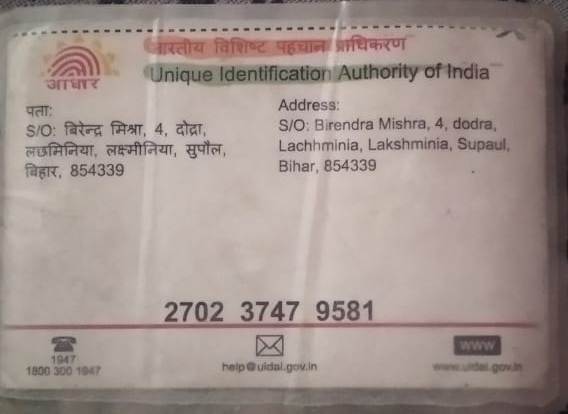 भारतीय विशिष्ट पहचान प्राधिकरण
Unique Identification Authority of India
आधार
पता:
S/O: बिरेन्द्र मिश्रा, 4, दोद्रा,
लछमिनिया, लक्ष्मीनिया, सुपौल,
बिहार, 854339
Address:
S/O: Birendra Mishra, 4, dodra,
Lachhminia, Lakshminia, Supaul,
Bihar, 854339
2702 3747 9581
1947
1800 300 1947
help@uidai.gov.in
WWW
www.uidai.gov.in